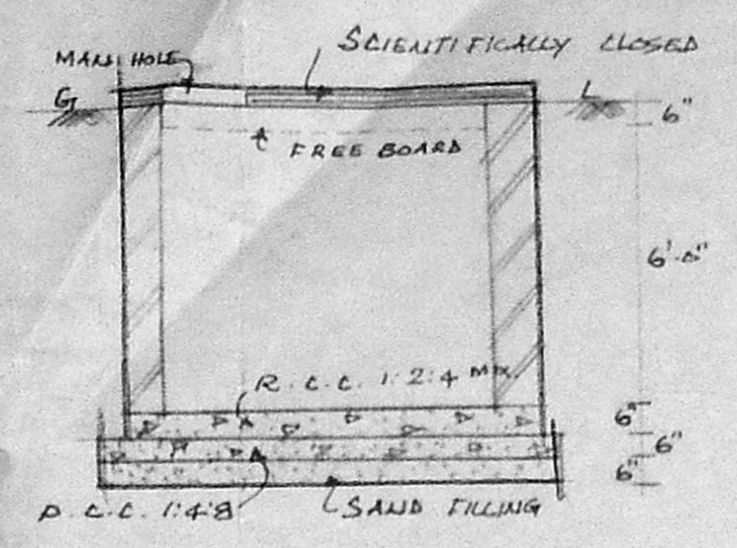 SCIENTIFICALLY CLOSED
MAN HOLE
G
L
6"
FREE BOARD
6'-0"
R.C.C. 1:2:4 MIX.
6"
6"
6"
P.C.C. 1:4:8
SAND FILLING